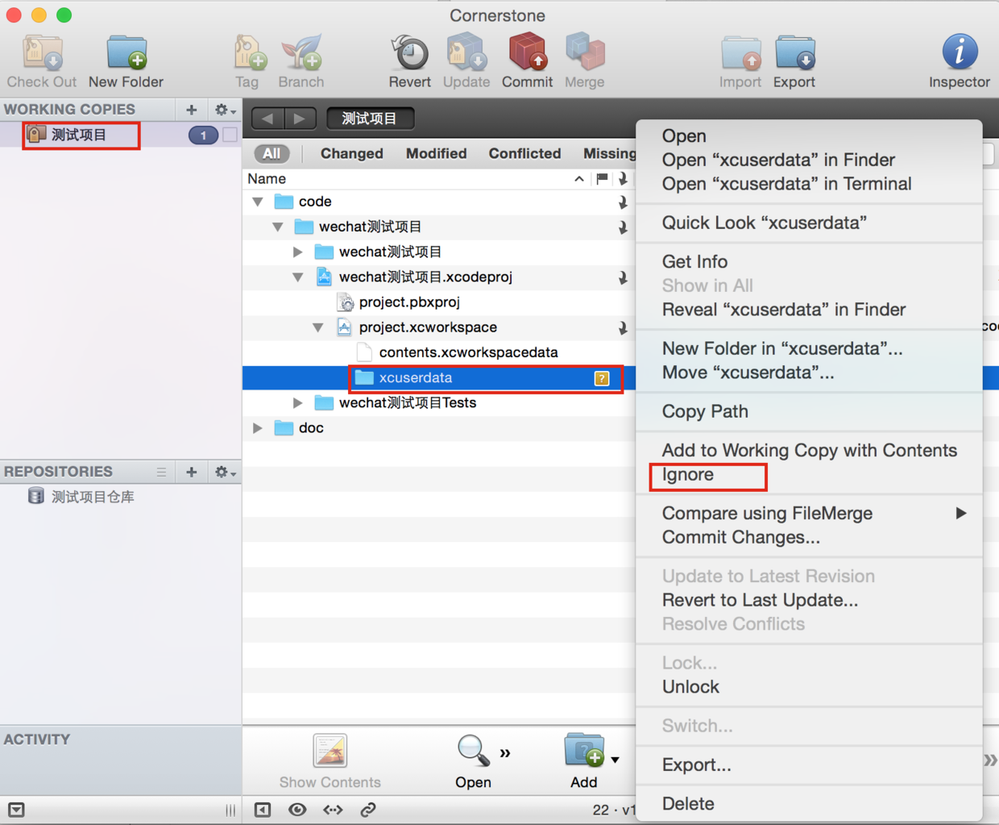 Cornerstone
Check Out
New Folder
Tag
Branch
Revert
Update
Commit
Merge
Import
Export
Inspector
WORKING COPIES
测试项目
1
测试项目
All
Changed
Modified
Conflicted
Missing
Name
code
wechat测试项目
wechat测试项目
wechat测试项目.xcodeproj
project.pbxproj
project.xcworkspace
contents.xcworkspacedata
xcuserdata
?
wechat测试项目Tests
doc
REPOSITORIES
测试项目仓库
ACTIVITY
Show Contents
Open
Add
22 · v1
Open
Open “xcuserdata” in Finder
Open “xcuserdata” in Terminal
Quick Look “xcuserdata”
Get Info
Show in All
Reveal “xcuserdata” in Finder
New Folder in “xcuserdata”...
Move “xcuserdata”...
Copy Path
Add to Working Copy with Contents
Ignore
Compare using FileMerge
Commit Changes...
Update to Latest Revision
Revert to Last Update...
Resolve Conflicts
Lock...
Unlock
Switch...
Export...
Delete